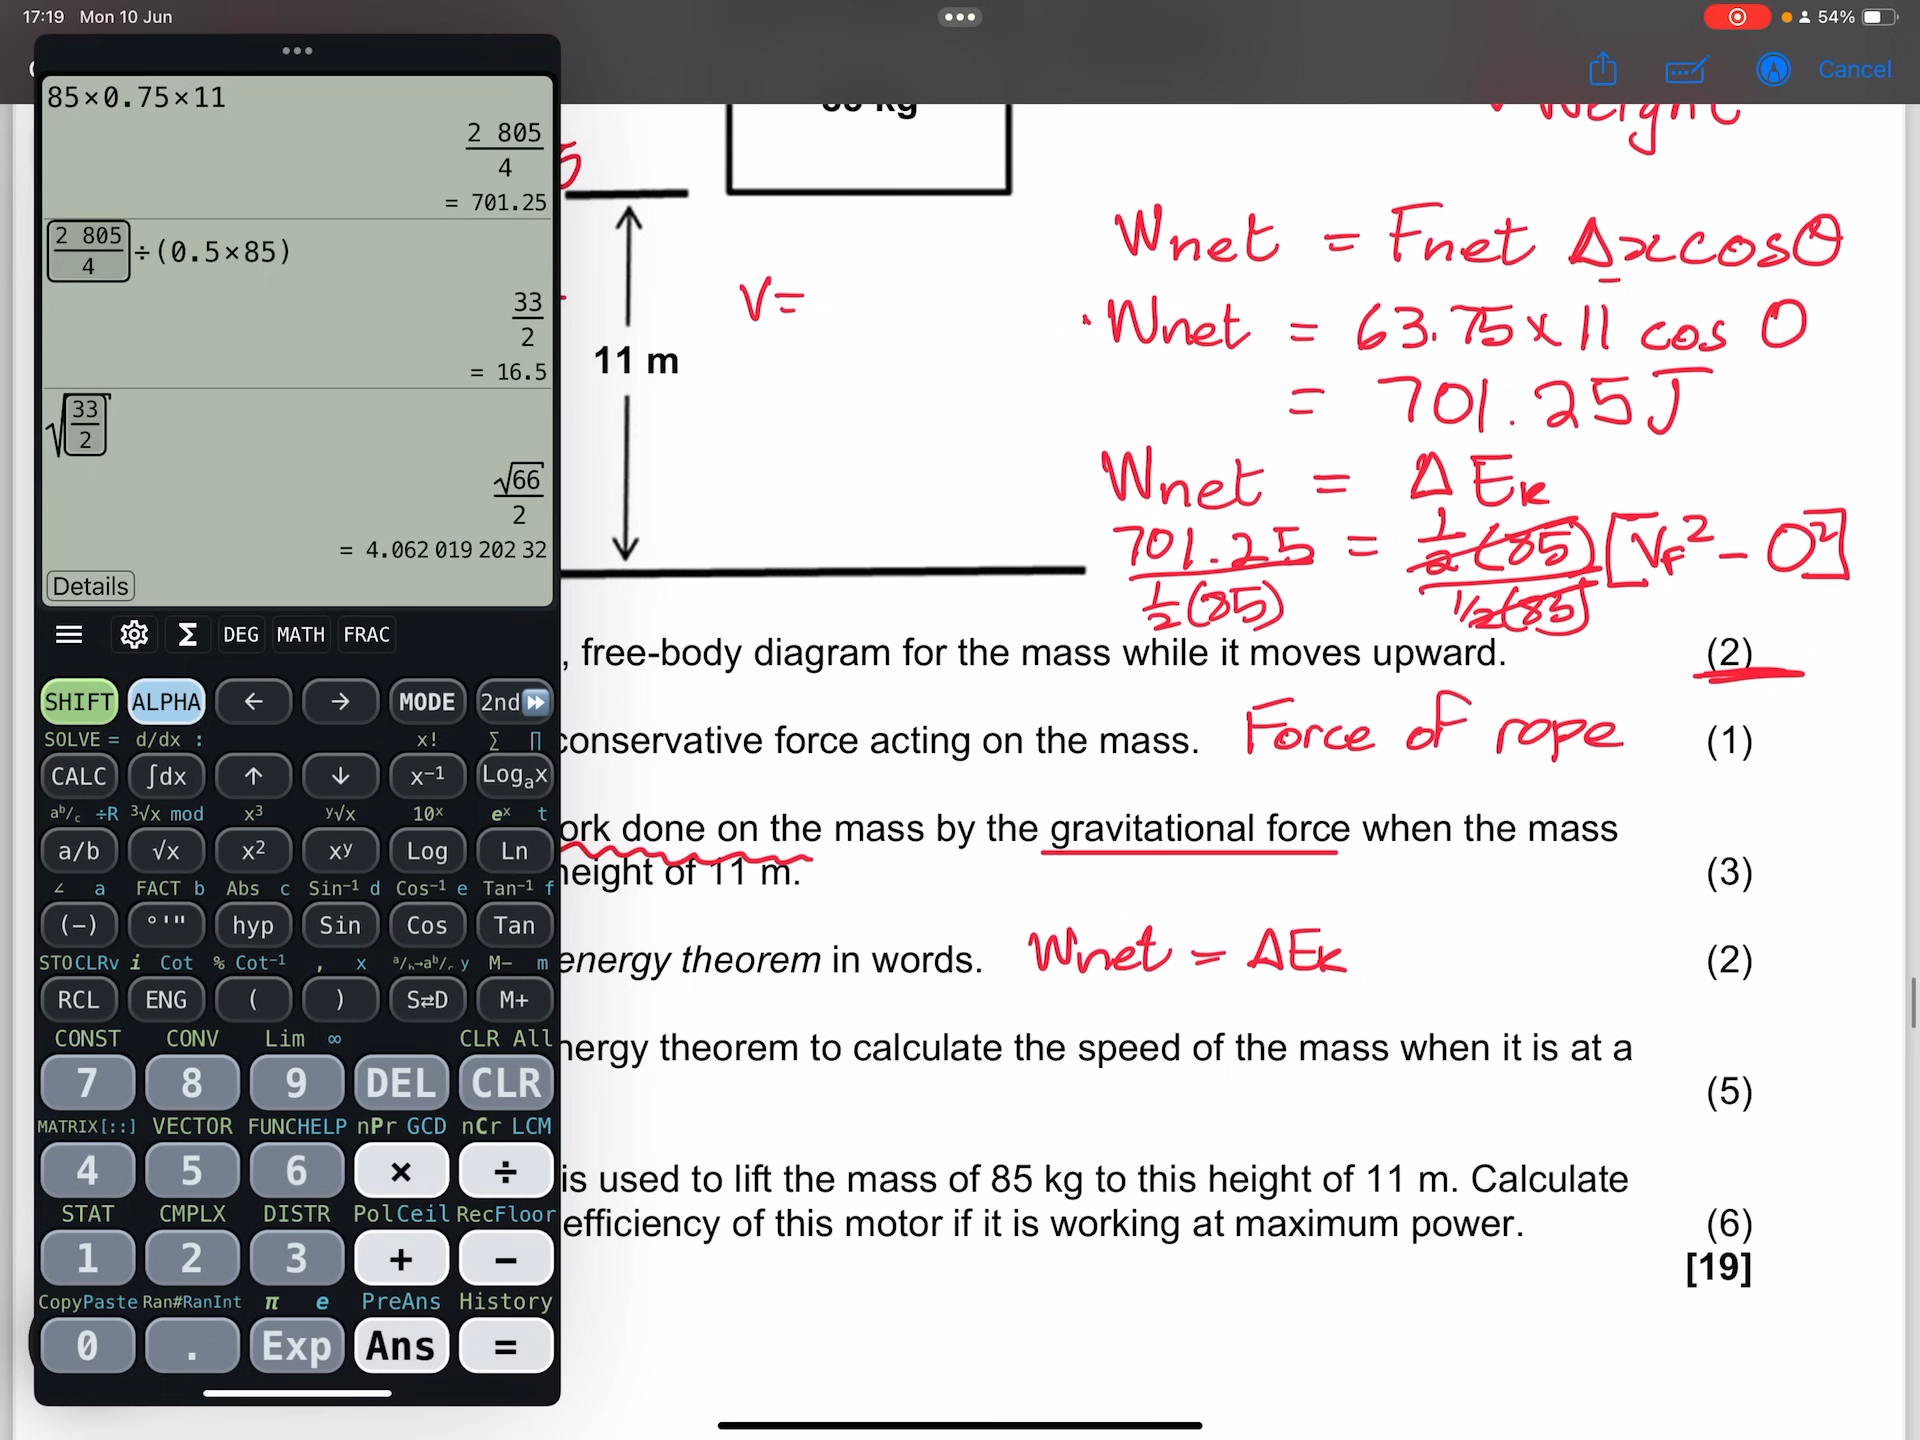 17:19 Mon 10 Jun
54%
Cancel
85×0.75×11
2 805
4
= 701.25
2 805
4
÷(0.5×85)
33
2
= 16.5
√33
2
√66
2
= 4.062 019 202 32
Details
DEG MATH FRAC
SHIFT ALPHA ← → MODE 2nd
SOLVE = d/dx : x! ∑ ∏
CALC ∫dx ↑ ↓ x⁻¹ Logₐx
aᵇ/c ÷R ³√x mod x³ ʸ√x 10ˣ eˣ t
a/b √x x² xʸ Log Ln
∠ a FACT b Abs c Sin⁻¹ d Cos⁻¹ e Tan⁻¹ f
(−) °'" hyp Sin Cos Tan
STO CLRv i Cot % Cot⁻¹ , x y M− m
RCL ENG ( ) S⇄D M+
CONST CONV Lim ∞ CLR All
7 8 9 DEL CLR
MATRIX[::] VECTOR FUNC HELP nPr GCD nCr LCM
4 5 6 × ÷
STAT CMPLX DISTR Pol Ceil Rec Floor
1 2 3 + −
Copy Paste Ran# RanInt π e PreAns History
0 . Exp Ans =
kg
Weight
11 m
V=
Wnet = Fnet Δx cosθ
Wnet = 63.75 × 11 cos 0
= 701.25J
Wnet = ΔEk
701.25 = ½(85) [Vf² − 0²]
½(85) ½(85)
, free-body diagram for the mass while it moves upward. (2)
conservative force acting on the mass. Force of rope (1)
ork done on the mass by the gravitational force when the mass
height of 11 m. (3)
energy theorem in words. Wnet = ΔEk (2)
nergy theorem to calculate the speed of the mass when it is at a
(5)
is used to lift the mass of 85 kg to this height of 11 m. Calculate
efficiency of this motor if it is working at maximum power. (6)
[19]